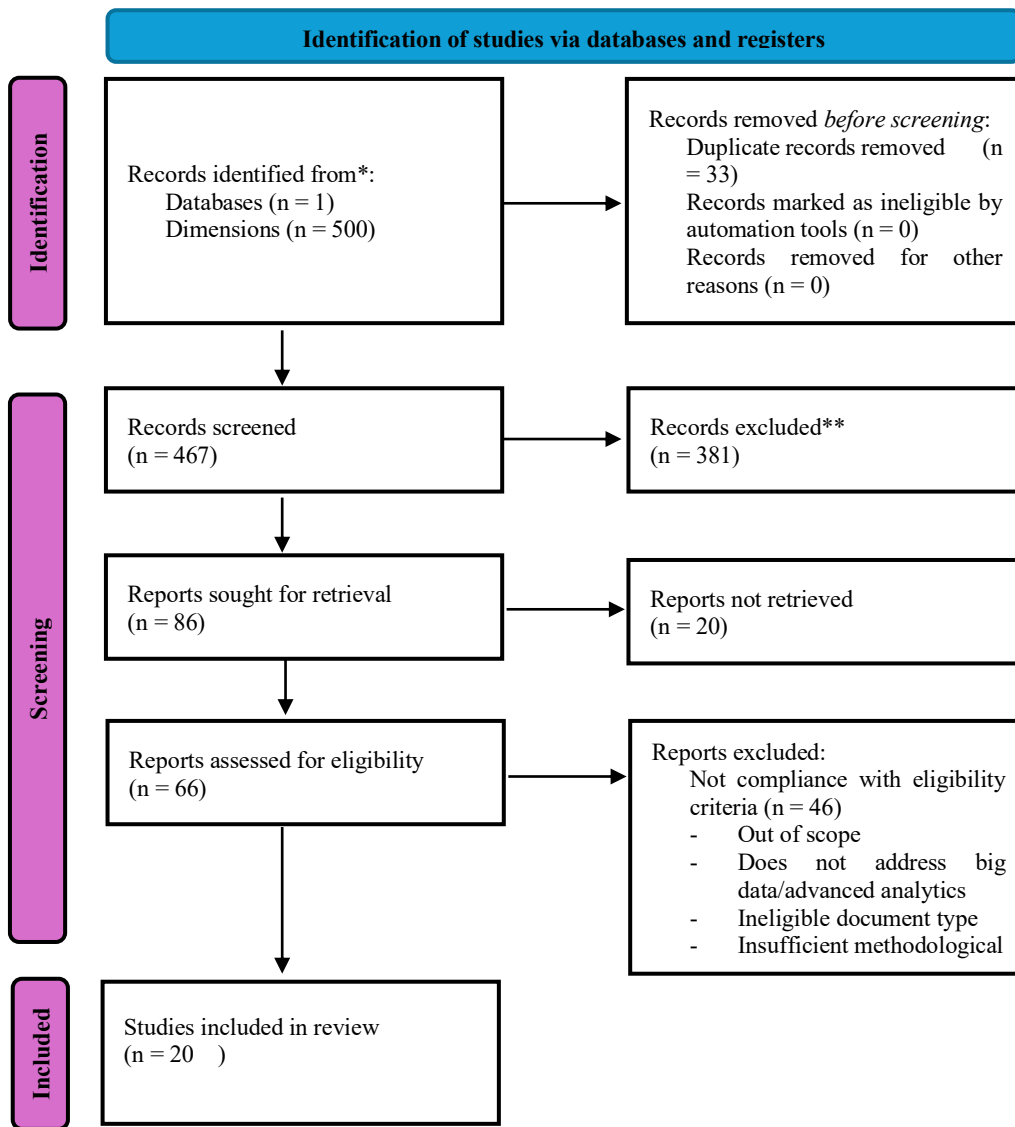 Identification of studies via databases and registers
Identification
Records identified from*:
Databases (n = 1)
Dimensions (n = 500)
Records removed before screening:
Duplicate records removed (n
= 33)
Records marked as ineligible by
automation tools (n = 0)
Records removed for other
reasons (n = 0)
Screening
Records screened
(n = 467)
Records excluded**
(n = 381)
Reports sought for retrieval
(n = 86)
Reports not retrieved
(n = 20)
Reports assessed for eligibility
(n = 66)
Reports excluded:
Not compliance with eligibility
criteria (n = 46)
- Out of scope
- Does not address big
data/advanced analytics
- Ineligible document type
- Insufficient methodological
Included
Studies included in review
(n = 20 )